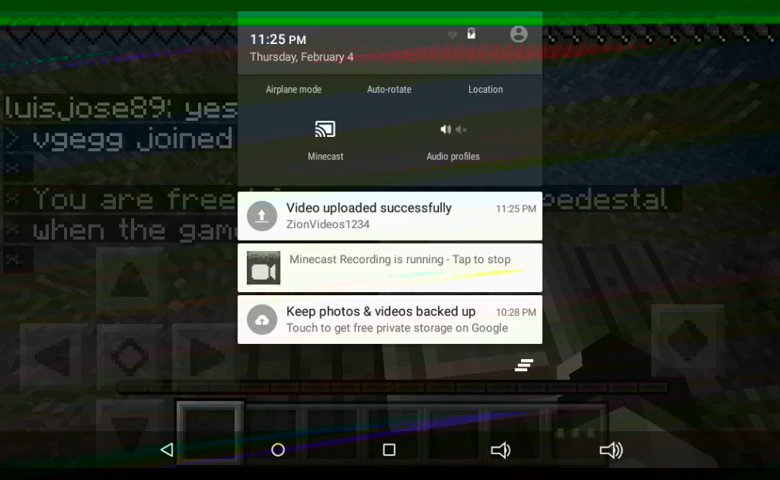 11:25 PM
Thursday, February 4
Airplane mode Auto-rotate Location
luisjose89: yes
Minecast Audio profiles
> vgegg joined
Video uploaded successfully 11:25 PM
ZionVideos1234
You are free pedestal
when the gam
Minecast Recording is running - Tap to stop
Keep photos & videos backed up 10:28 PM
Touch to get free private storage on Google